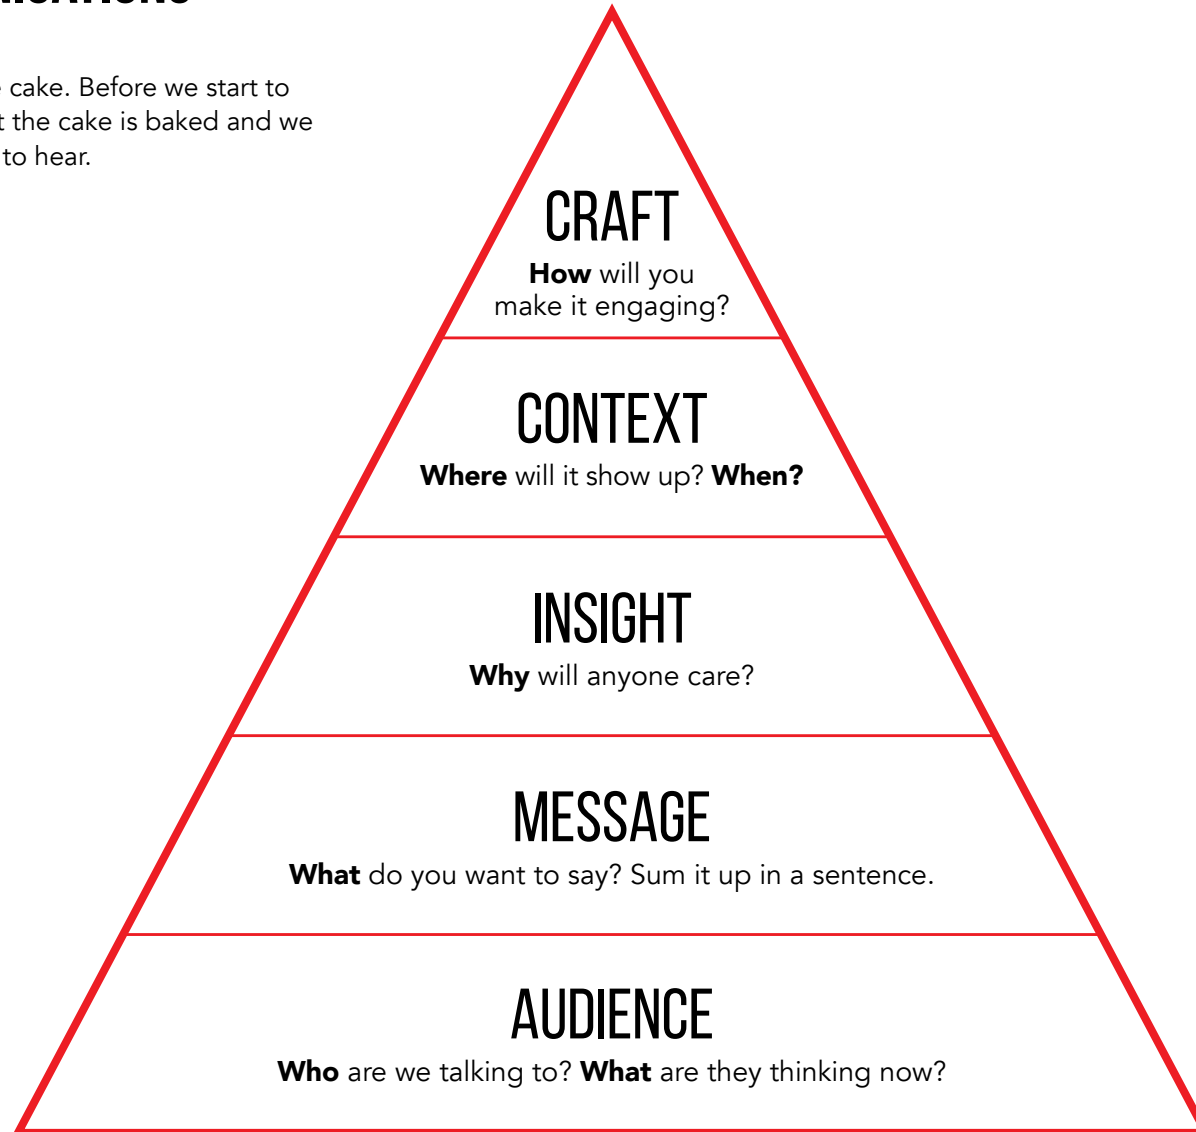 cake. Before we start to
the cake is baked and we
to hear.
CRAFT
How will you
make it engaging?
CONTEXT
Where will it show up? When?
INSIGHT
Why will anyone care?
MESSAGE
What do you want to say? Sum it up in a sentence.
AUDIENCE
Who are we talking to? What are they thinking now?